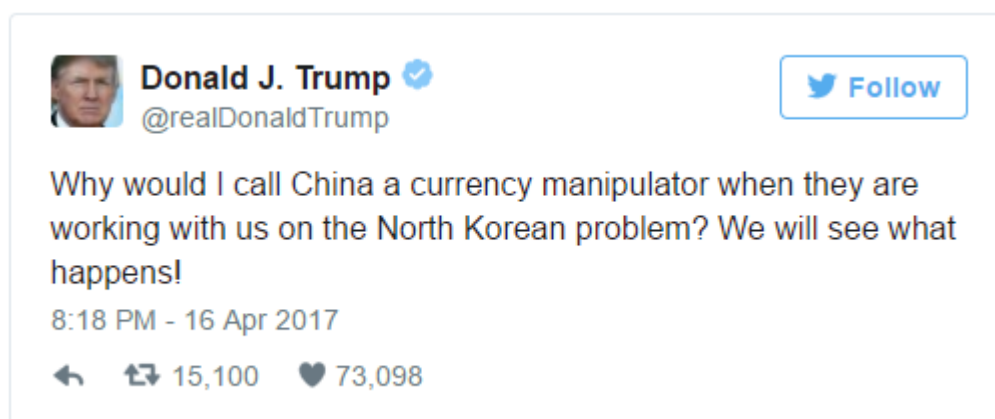 Donald J. Trump
@realDonaldTrump
Follow
Why would I call China a currency manipulator when they are
working with us on the North Korean problem? We will see what
happens!
8:18 PM - 16 Apr 2017
15,100 73,098